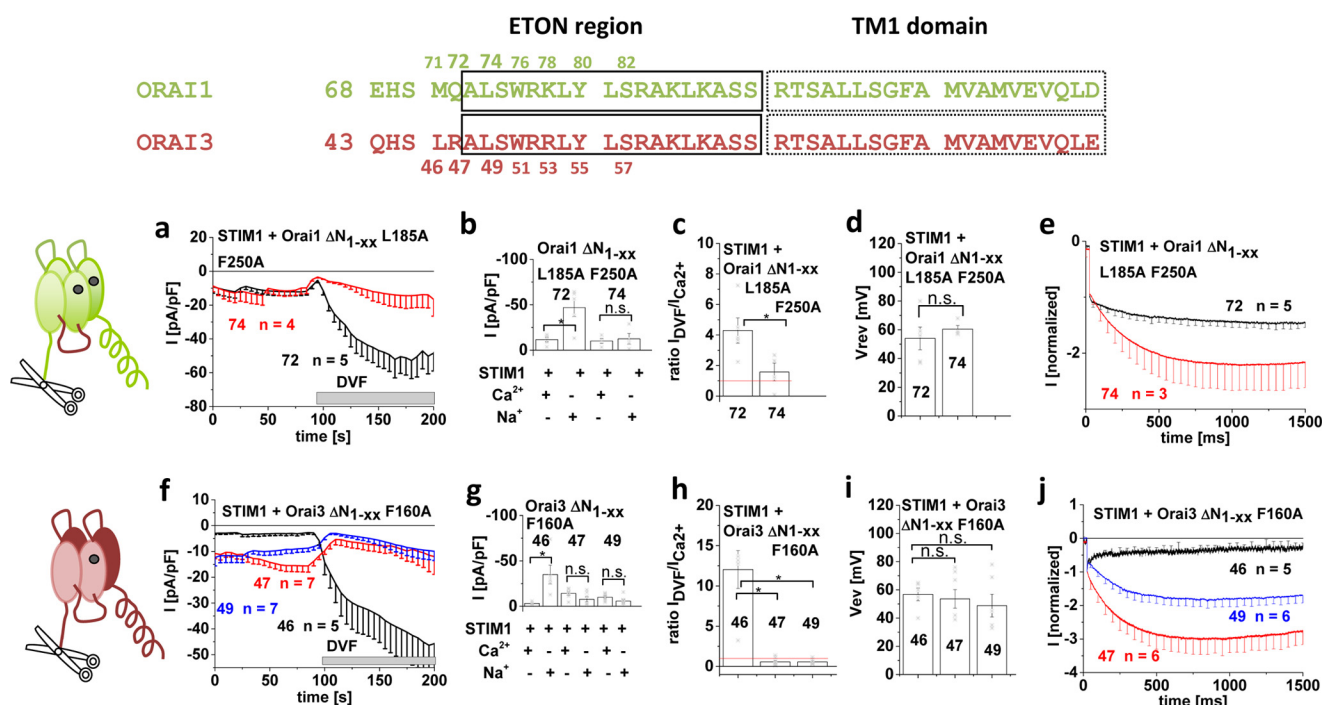 ETON region TM1 domain
71 72 74 76 78 80 82
ORAI1 68 EHS MQALSWRKLY LSRAKLKASS RTSALLSGFA MVAMVEVQLD
ORAI3 43 QHS LRALSWRRLY LSRAKLKASS RTSALLSGFA MVAMVEVQLE
46 47 49 51 53 55 57
a
STIM1 + Orai1 ΔN1-xx L185A
F250A
I [pA/pF]
20
0
-20
-40
-60
-80
74 n = 4
72 n = 5
DVF
0 50 100 150 200
time [s]
b
Orai1 ΔN1-xx
L185A F250A
I [pA/pF]
-100
-50
0
72 74
* n.s.
STIM1 + + + +
Ca2+ + - + -
Na+ - + - +
c
STIM1 +
Orai1 ΔN1-xx
L185A
F250A
ratio IDVF/ICa2+
10
8
6
4
2
0
*
72 74
d
STIM1 +
Orai1 ΔN1-xx
L185A F250A
Vrev [mV]
120
100
80
60
40
20
0
n.s.
72 74
e
STIM1 + Orai1 ΔN1-xx
L185A F250A
I [normalized]
0
-2
72 n = 5
74 n = 3
0 500 1000 1500
time [ms]
f
STIM1 + Orai3 ΔN1-xx F160A
I [pA/pF]
10
0
-10
-20
-30
-40
-50
47 n = 7
49 n = 7
46 n = 5
DVF
0 50 100 150 200
time [s]
g
Orai3 ΔN1-xx
F160A
I [pA/pF]
-100
-50
0
46 47 49
* n.s. n.s.
STIM1 + + + + + +
Ca2+ + - + - + -
Na+ - + - + - +
h
STIM1 +
Orai3 ΔN1-xx
F160A
ratio IDVF/ICa2+
20
15
10
5
0
*
*
46 47 49
i
STIM1 + Orai3
ΔN1-xx F160A
Vev [mV]
120
100
80
60
40
20
0
n.s.
n.s.
46 47 49
j
STIM1 + Orai3 ΔN1-xx F160A
I [normalized]
1
0
-1
-2
-3
-4
46 n = 5
49 n = 6
47 n = 6
0 500 1000 1500
time [ms]